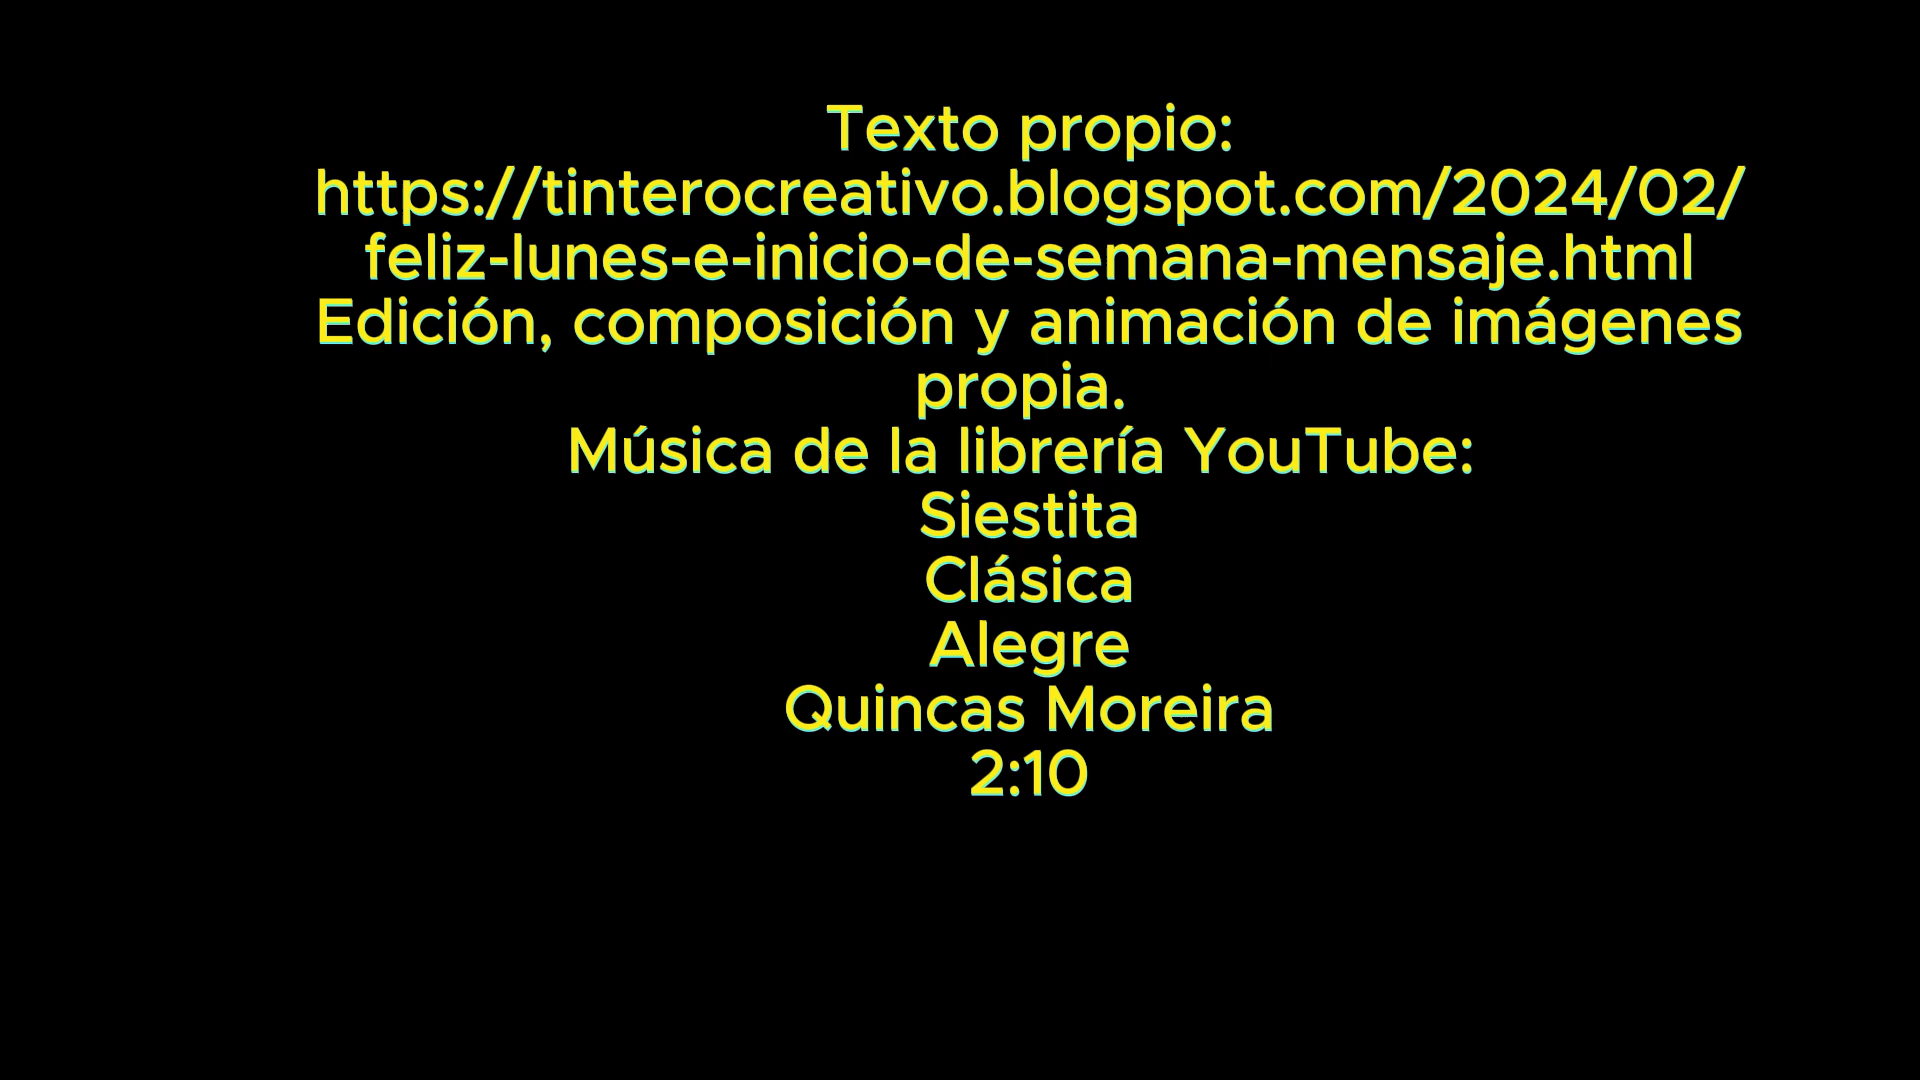 Texto propio:
https://tinterocreativo.blogspot.com/2024/02/
feliz-lunes-e-inicio-de-semana-mensaje.html
Edición, composición y animación de imágenes
propia.
Música de la librería YouTube:
Siestita
Clásica
Alegre
Quincas Moreira
2:10